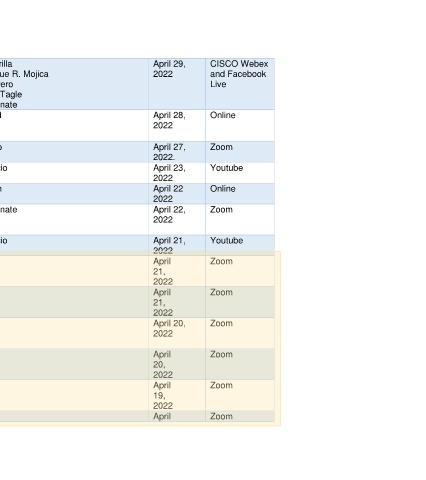 rilla April 29, CISCO Webex
ue R. Mojica 2022 and Facebook
ero Live
Tagle
nate
April 28, Online
2022
April 27, Zoom
2022.
cio April 23, Youtube
2022
April 22 Online
2022
nate April 22, Zoom
2022
cio April 21, Youtube
2022
April Zoom
21,
2022
April Zoom
21,
2022
April 20, Zoom
2022
April Zoom
20,
2022
April Zoom
19,
2022
April Zoom